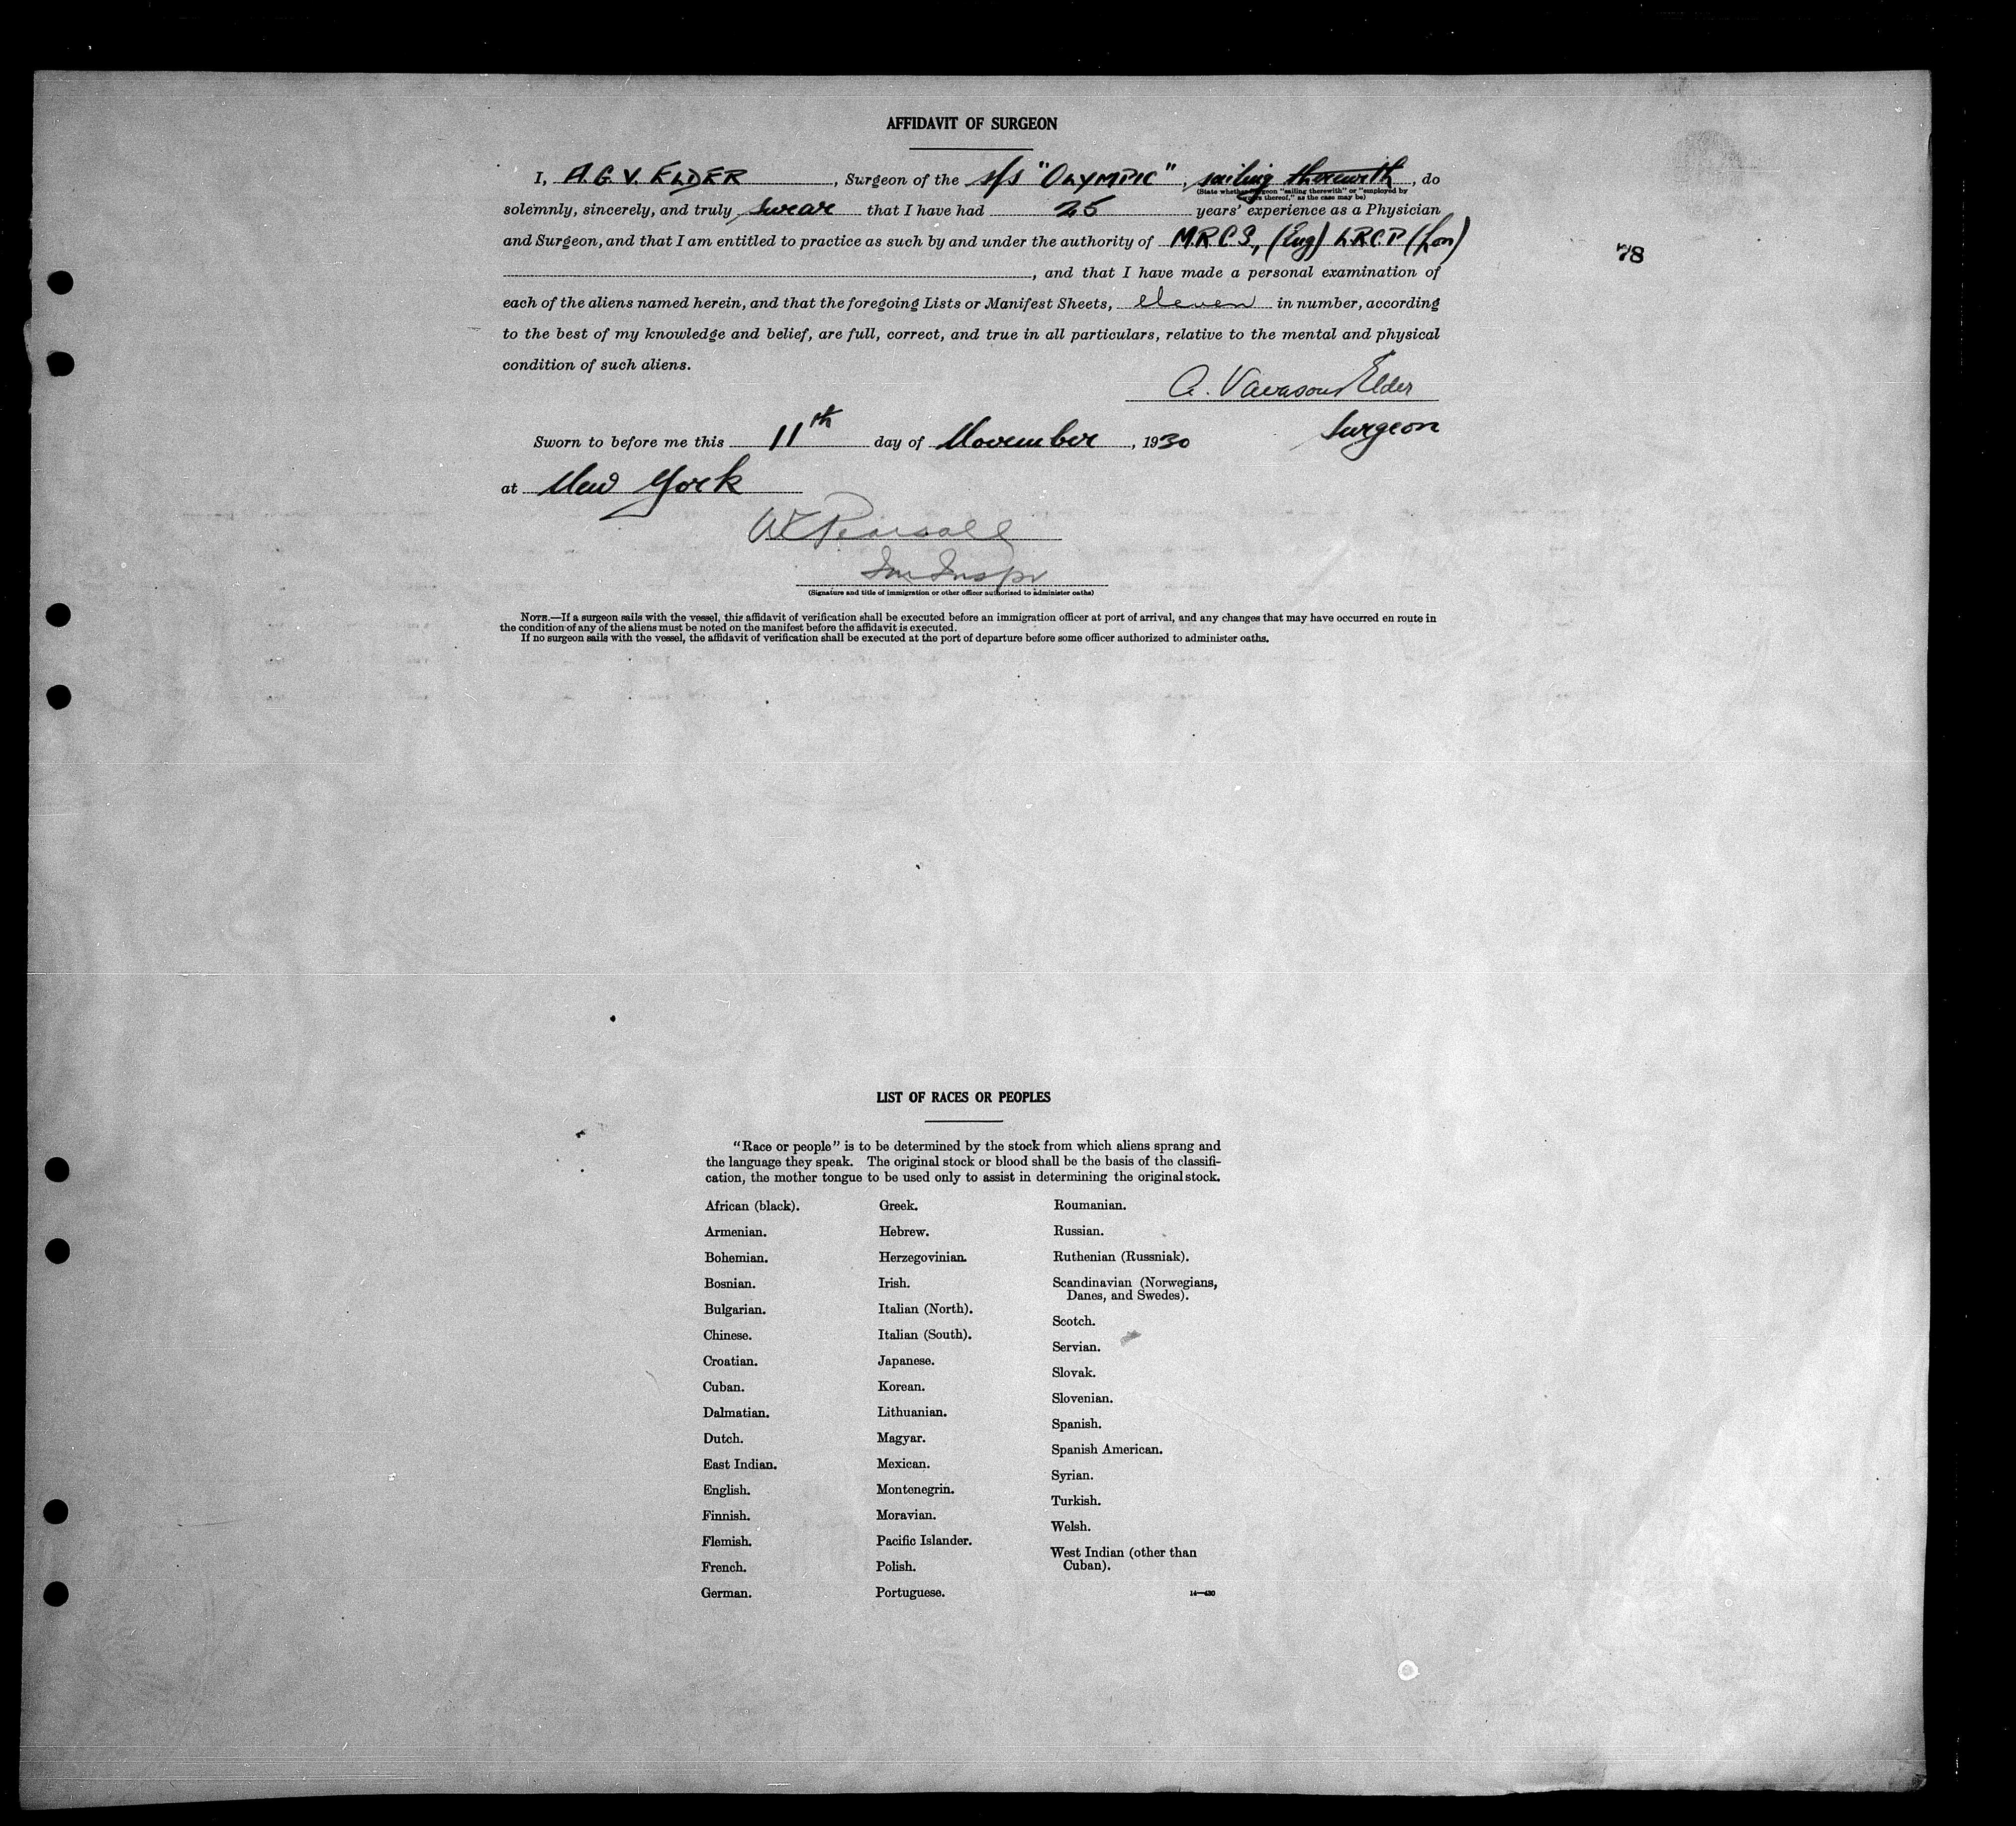 AFFIDAVIT OF SURGEON
I, A. G. V. ELDER, Surgeon of the s/s "OLYMPIC", sailing therewith, do
(State whether surgeon "sailing therewith" or "employed by
owners thereof," as the case may be)
solemnly, sincerely, and truly swear that I have had 25 years' experience as a Physician
and Surgeon, and that I am entitled to practice as such by and under the authority of M.R.C.S, (Eng) L.R.C.P (Lon)
78
, and that I have made a personal examination of
each of the aliens named herein, and that the foregoing Lists or Manifest Sheets, eleven in number, according
to the best of my knowledge and belief, are full, correct, and true in all particulars, relative to the mental and physical
condition of such aliens.
A. Vavasour Elder
Surgeon
Sworn to before me this 11th day of November, 1930
at New York
W Pearsall
Im Inspr
(Signature and title of immigration or other officer authorized to administer oaths)
NOTE.—If a surgeon sails with the vessel, this affidavit of verification shall be executed before an immigration officer at port of arrival, and any changes that may have occurred en route in
the condition of any of the aliens must be noted on the manifest before the affidavit is executed.
If no surgeon sails with the vessel, the affidavit of verification shall be executed at the port of departure before some officer authorized to administer oaths.
LIST OF RACES OR PEOPLES
"Race or people" is to be determined by the stock from which aliens sprang and
the language they speak. The original stock or blood shall be the basis of the classifi-
cation, the mother tongue to be used only to assist in determining the original stock.
African (black).
Armenian.
Bohemian.
Bosnian.
Bulgarian.
Chinese.
Croatian.
Cuban.
Dalmatian.
Dutch.
East Indian.
English.
Finnish.
Flemish.
French.
German.
Greek.
Hebrew.
Herzegovinian.
Irish.
Italian (North).
Italian (South).
Japanese.
Korean.
Lithuanian.
Magyar.
Mexican.
Montenegrin.
Moravian.
Pacific Islander.
Polish.
Portuguese.
Roumanian.
Russian.
Ruthenian (Russniak).
Scandinavian (Norwegians,
Danes, and Swedes).
Scotch.
Servian.
Slovak.
Slovenian.
Spanish.
Spanish American.
Syrian.
Turkish.
Welsh.
West Indian (other than
Cuban).
14—430